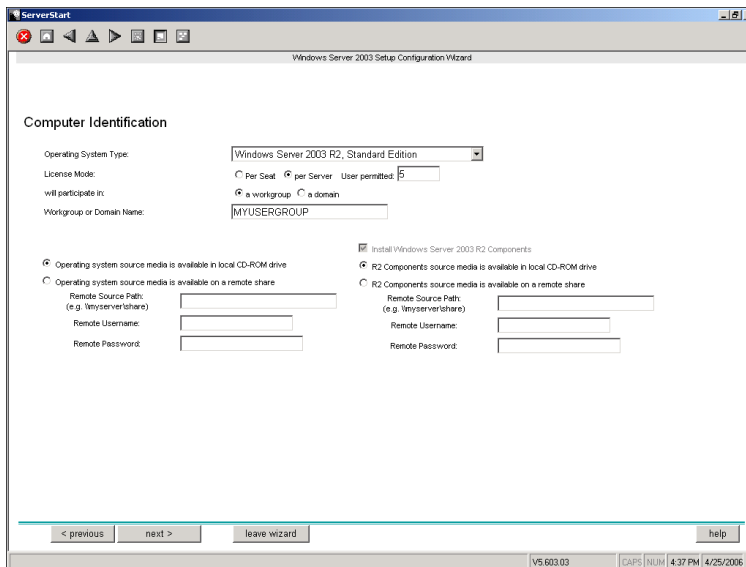 ServerStart
Windows Server 2003 Setup Configuration Wizard
Computer Identification
Operating System Type: Windows Server 2003 R2, Standard Edition
License Mode: Per Seat per Server User permitted: 5
will participate in: a workgroup a domain
Workgroup or Domain Name: MYUSERGROUP
Install Windows Server 2003 R2 Components
Operating system source media is available in local CD-ROM drive
R2 Components source media is available in local CD-ROM drive
Operating system source media is available on a remote share
R2 Components source media is available on a remote share
Remote Source Path:
(e.g. \\myserver\share)
Remote Source Path:
(e.g. \\myserver\share)
Remote Username:
Remote Username:
Remote Password:
Remote Password:
< previous next > leave wizard help
V5.603.03 CAPS NUM 4:37 PM 4/25/2006